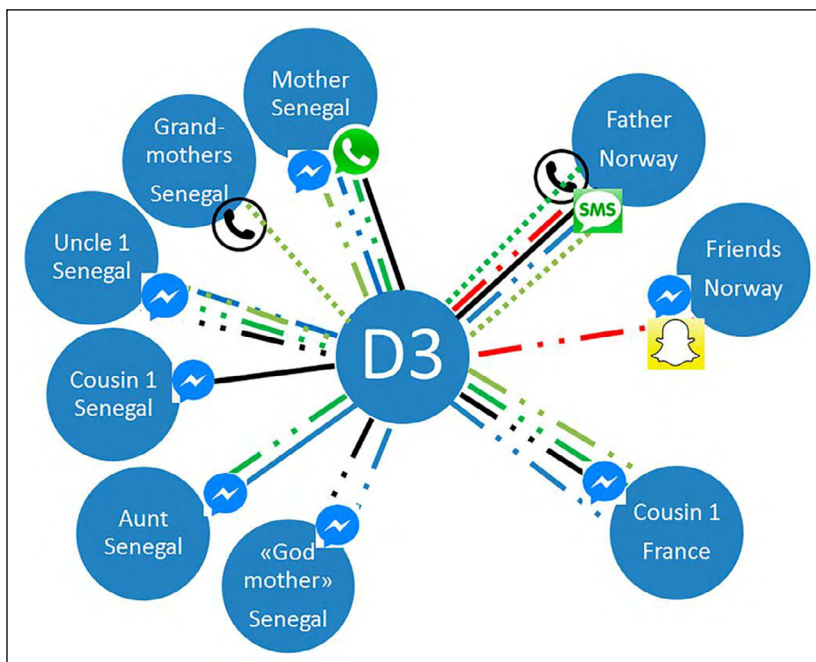 Mother
Senegal
Grand-
mothers
Senegal
Uncle 1
Senegal
Cousin 1
Senegal
Aunt
Senegal
«God
mother»
Senegal
D3
Father
Norway
SMS
Friends
Norway
Cousin 1
France